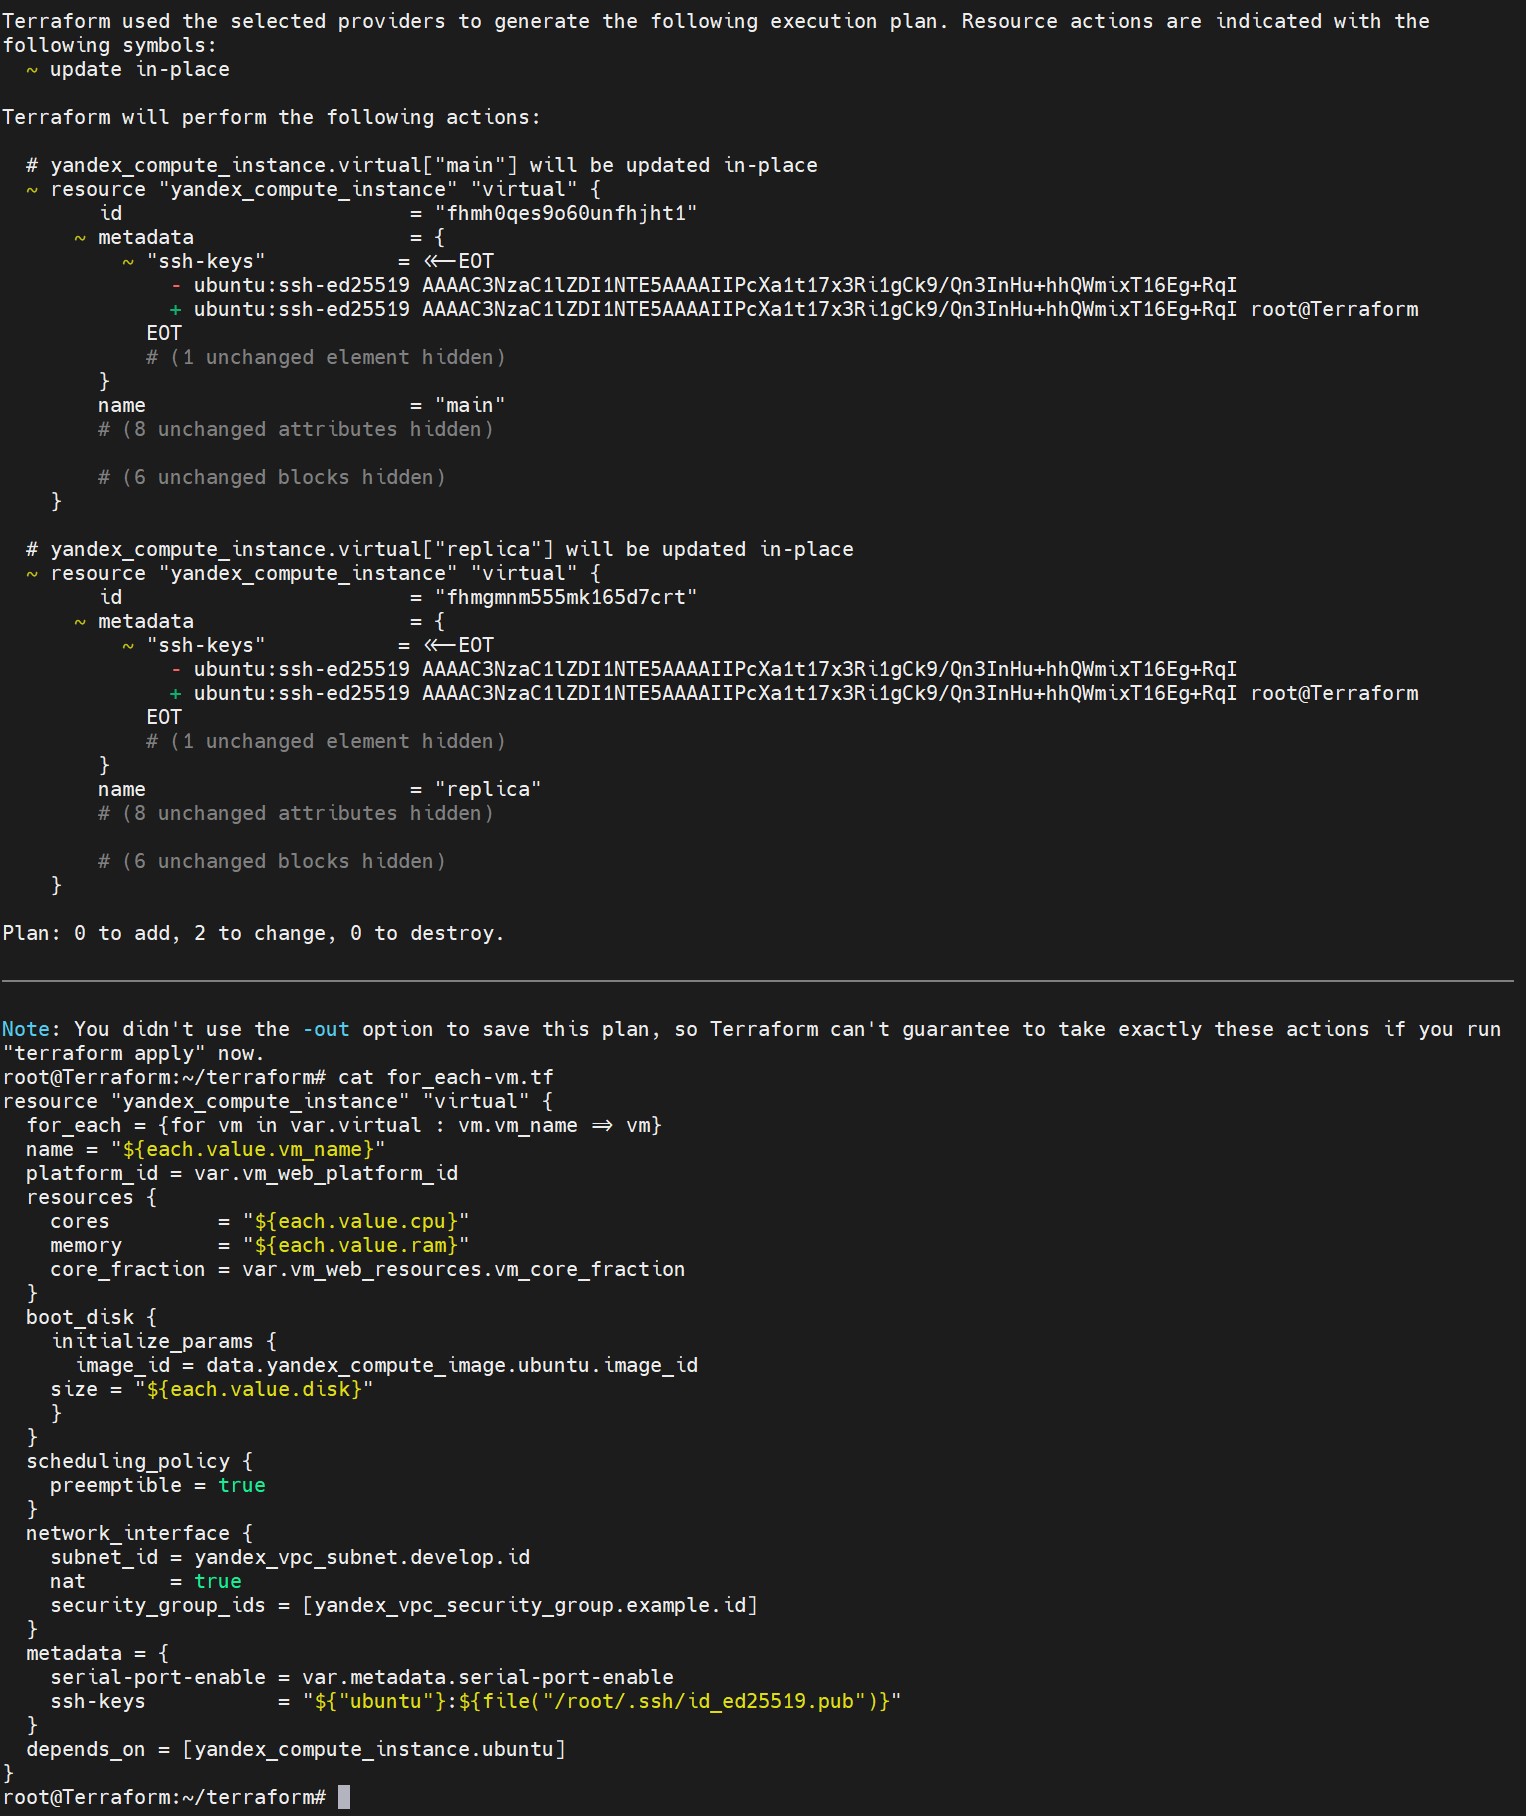 Terraform used the selected providers to generate the following execution plan. Resource actions are indicated with the
following symbols:
  ~ update in-place

Terraform will perform the following actions:

  # yandex_compute_instance.virtual["main"] will be updated in-place
  ~ resource "yandex_compute_instance" "virtual" {
        id                        = "fhmh0qes9o60unfhjht1"
      ~ metadata                  = {
          ~ "ssh-keys"           = <<-EOT
              - ubuntu:ssh-ed25519 AAAAC3NzaC1lZDI1NTE5AAAAIIPcXa1t17x3Ri1gCk9/Qn3InHu+hhQWmixT16Eg+RqI
              + ubuntu:ssh-ed25519 AAAAC3NzaC1lZDI1NTE5AAAAIIPcXa1t17x3Ri1gCk9/Qn3InHu+hhQWmixT16Eg+RqI root@Terraform
            EOT
            # (1 unchanged element hidden)
        }
        name                      = "main"
        # (8 unchanged attributes hidden)

        # (6 unchanged blocks hidden)
    }

  # yandex_compute_instance.virtual["replica"] will be updated in-place
  ~ resource "yandex_compute_instance" "virtual" {
        id                        = "fhmgmnm555mk165d7crt"
      ~ metadata                  = {
          ~ "ssh-keys"           = <<-EOT
              - ubuntu:ssh-ed25519 AAAAC3NzaC1lZDI1NTE5AAAAIIPcXa1t17x3Ri1gCk9/Qn3InHu+hhQWmixT16Eg+RqI
              + ubuntu:ssh-ed25519 AAAAC3NzaC1lZDI1NTE5AAAAIIPcXa1t17x3Ri1gCk9/Qn3InHu+hhQWmixT16Eg+RqI root@Terraform
            EOT
            # (1 unchanged element hidden)
        }
        name                      = "replica"
        # (8 unchanged attributes hidden)

        # (6 unchanged blocks hidden)
    }

Plan: 0 to add, 2 to change, 0 to destroy.

Note: You didn't use the -out option to save this plan, so Terraform can't guarantee to take exactly these actions if you run
"terraform apply" now.
root@Terraform:~/terraform# cat for_each-vm.tf
resource "yandex_compute_instance" "virtual" {
  for_each = {for vm in var.virtual : vm.vm_name => vm}
  name = "${each.value.vm_name}"
  platform_id = var.vm_web_platform_id
  resources {
    cores         = "${each.value.cpu}"
    memory        = "${each.value.ram}"
    core_fraction = var.vm_web_resources.vm_core_fraction
  }
  boot_disk {
    initialize_params {
      image_id = data.yandex_compute_image.ubuntu.image_id
    size = "${each.value.disk}"
    }
  }
  scheduling_policy {
    preemptible = true
  }
  network_interface {
    subnet_id = yandex_vpc_subnet.develop.id
    nat       = true
    security_group_ids = [yandex_vpc_security_group.example.id]
  }
  metadata = {
    serial-port-enable = var.metadata.serial-port-enable
    ssh-keys           = "${"ubuntu"}:${file("/root/.ssh/id_ed25519.pub")}"
  }
  depends_on = [yandex_compute_instance.ubuntu]
}
root@Terraform:~/terraform#